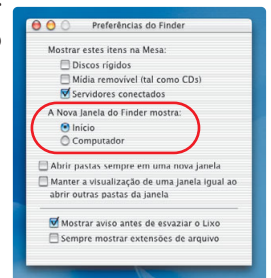 Preferências do Finder
Mostrar estes itens na Mesa:
Discos rígidos
Mídia removível (tal como CDs)
Servidores conectados
A Nova Janela do Finder mostra:
Início
Computador
Abrir pastas sempre em uma nova janela
Manter a visualização de uma janela igual ao
abrir outras pastas da janela
Mostrar aviso antes de esvaziar o Lixo
Sempre mostrar extensões de arquivo